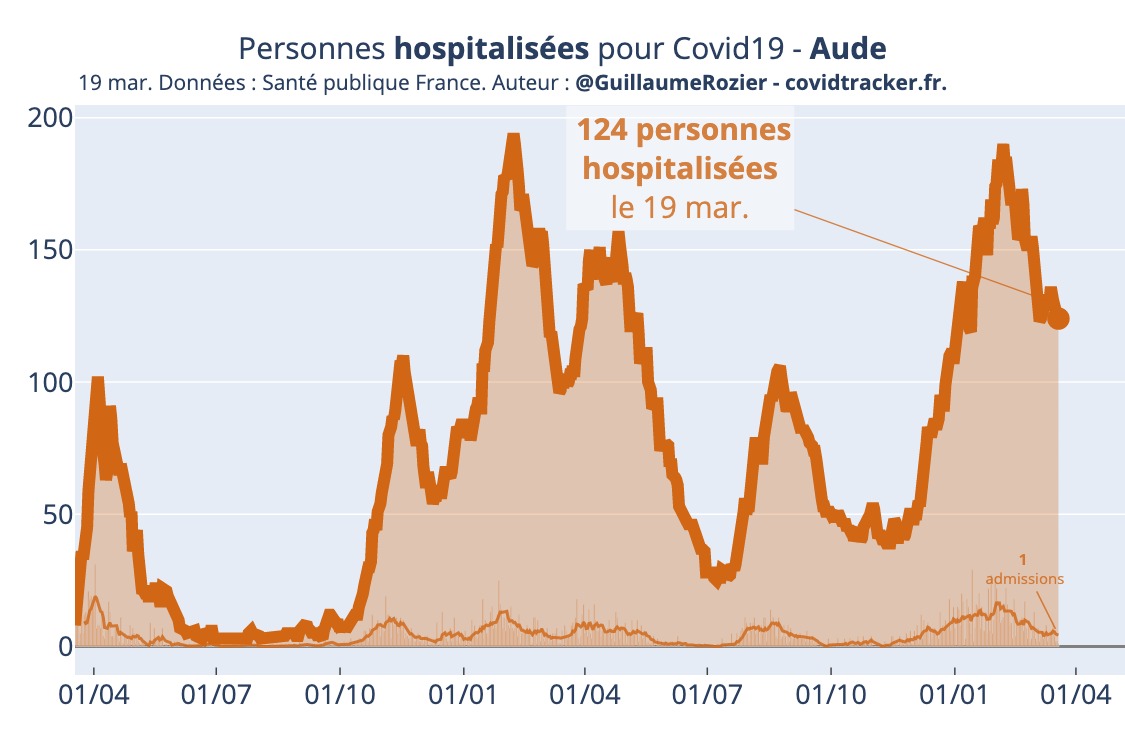 Personnes hospitalisées pour Covid19 - Aude
19 mar. Données : Santé publique France. Auteur : @GuillaumeRozier - covidtracker.fr.
200
124 personnes
hospitalisées
le 19 mar.
150
100
50
1
admissions
0
01/04 01/07 01/10 01/01 01/04 01/07 01/10 01/01 01/04